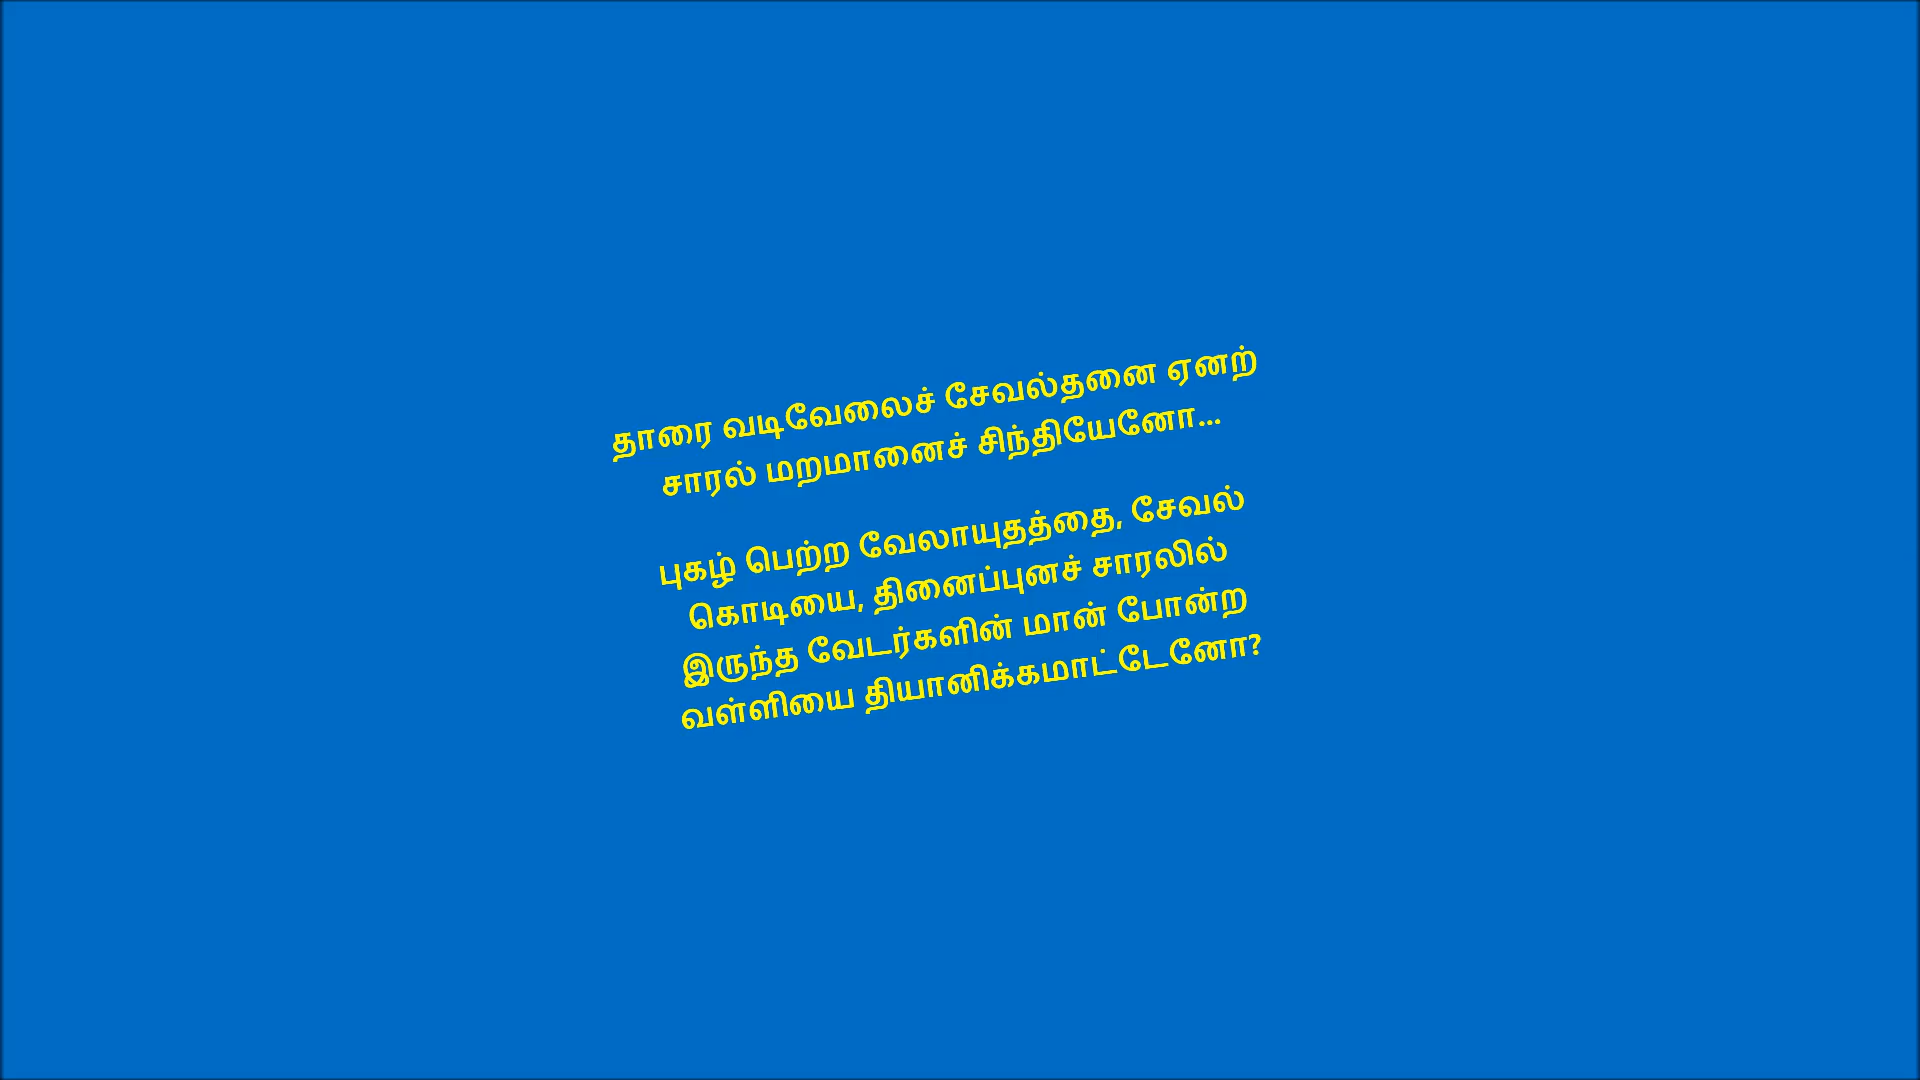 தாரை வடிவேலைச் சேவல்தனை ஏனற்
சாரல் மறமானைச் சிந்தியேனோ...
புகழ் பெற்ற வேலாயுதத்தை, சேவல்
கொடியை, தினைப்புனச் சாரலில்
இருந்த வேடர்களின் மான் போன்ற
வள்ளியை தியானிக்கமாட்டேனோ?